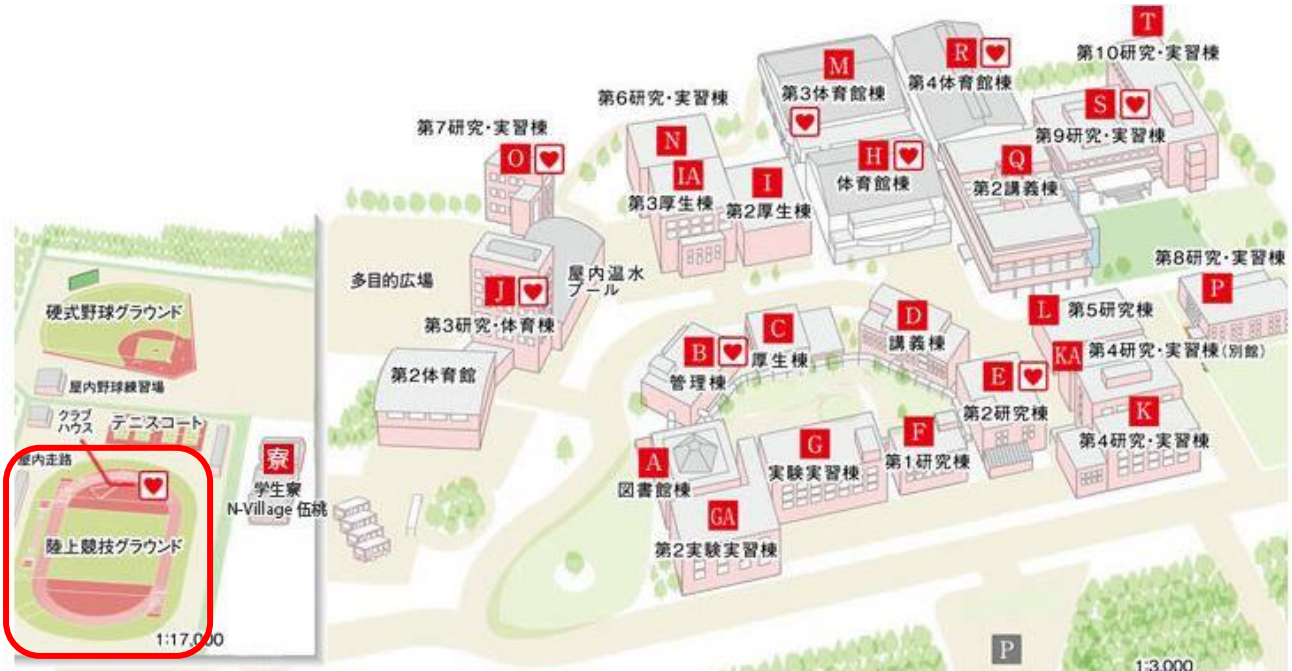 T
第10研究・実習棟
M
第3体育館棟
R
第4体育館棟
第6研究・実習棟
S
第9研究・実習棟
第7研究・実習棟
O
N
H
体育館棟
Q
第2講義棟
IA
第3厚生棟
I
第2厚生棟
第8研究・実習棟
P
多目的広場
屋内温水
プール
J
第3研究・体育棟
L
第5研究棟
硬式野球グラウンド
D
講義棟
C
厚生棟
B
管理棟
KA
第4研究・実習棟(別館)
第2体育館
E
第2研究棟
屋内野球練習場
クラブ
ハウス
テニスコート
K
第4研究・実習棟
G
実験実習棟
F
第1研究棟
A
図書館棟
屋内走路
寮
学生寮
N-Village 伍桃
GA
第2実験実習棟
陸上競技グラウンド
1:17,000
P
1:3,000